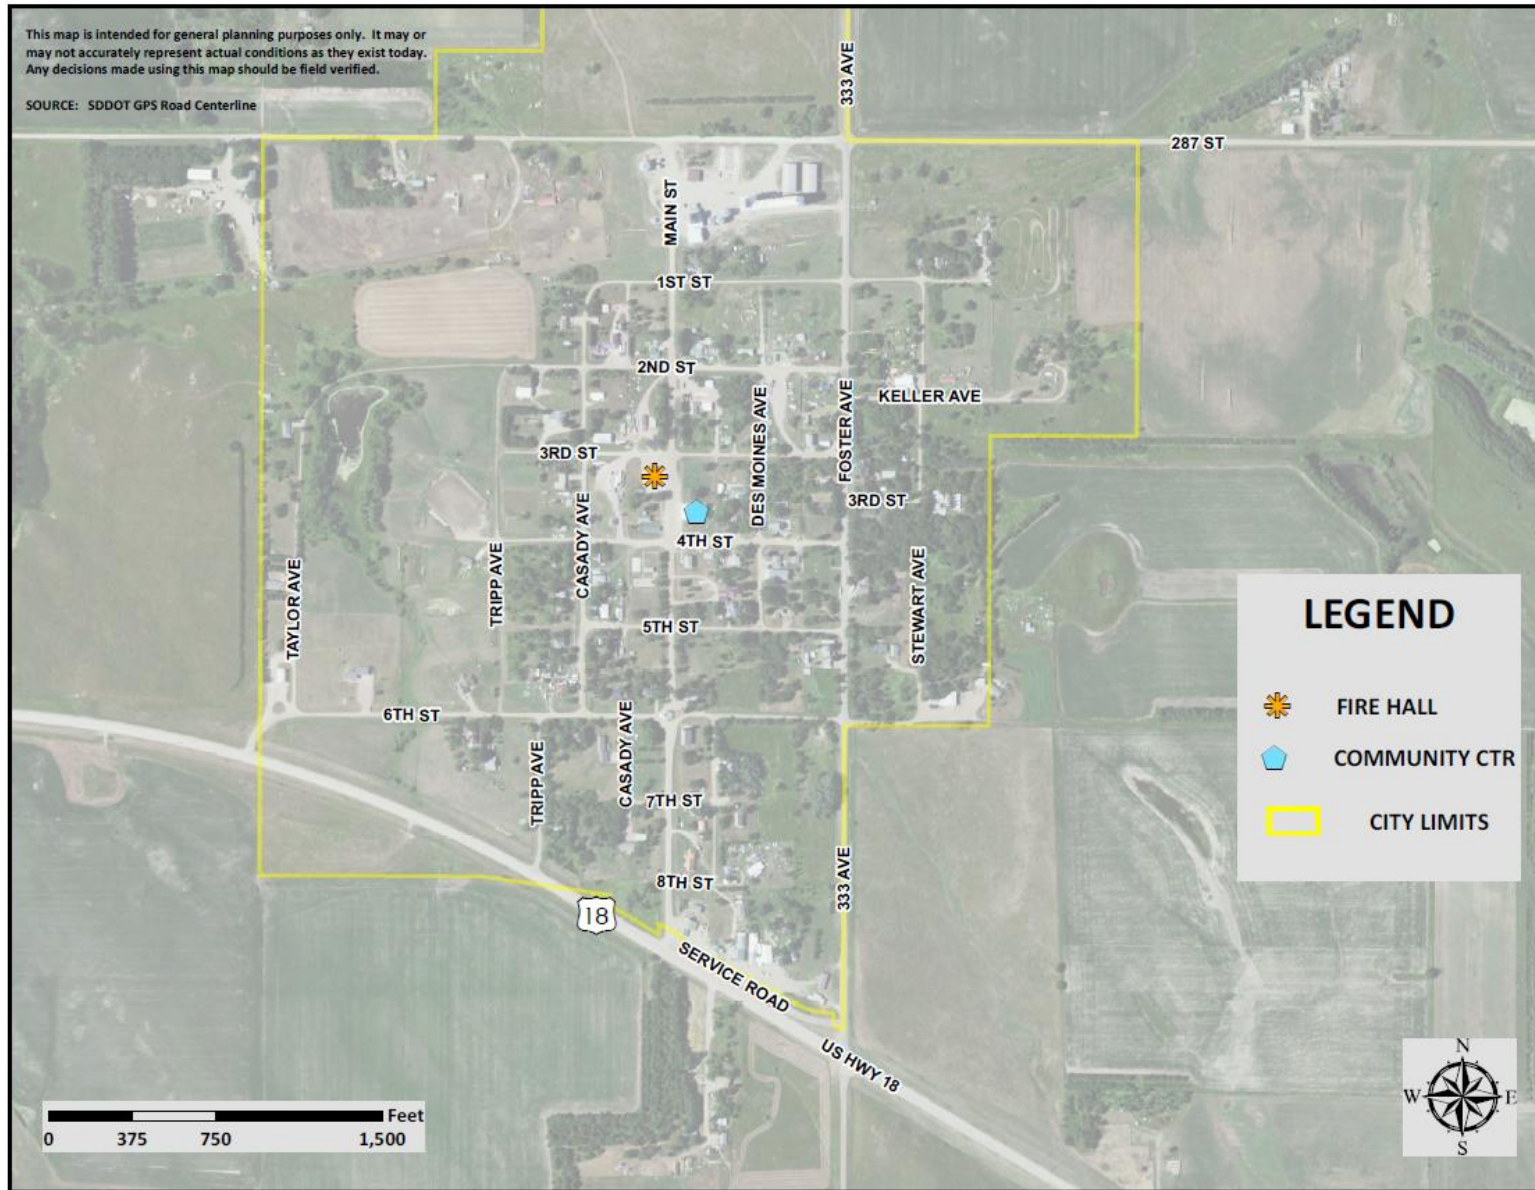 This map is intended for general planning purposes only. It may or
may not accurately represent actual conditions as they exist today.
Any decisions made using this map should be field verified.
SOURCE: SDDOT GPS Road Centerline
333 AVE
287 ST
MAIN ST
1ST ST
2ND ST
KELLER AVE
DES MOINES AVE
FOSTER AVE
3RD ST
3RD ST
CASADY AVE
4TH ST
TRIPP AVE
TAYLOR AVE
STEWART AVE
5TH ST
6TH ST
CASADY AVE
TRIPP AVE
7TH ST
333 AVE
8TH ST
18
SERVICE ROAD
US HWY 18
LEGEND
FIRE HALL
COMMUNITY CTR
CITY LIMITS
N
W E
S
Feet
0 375 750 1,500